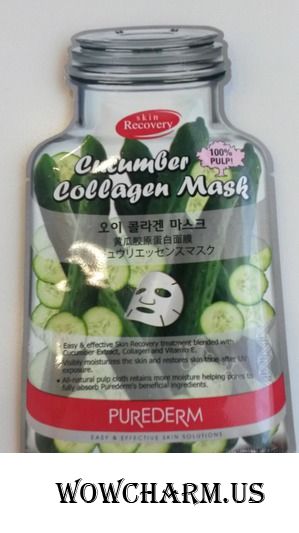 skin
Recovery
100%
PULP!
Cucumber
Collagen Mask
오이 콜라겐 마스크
黄瓜胶原蛋白面膜
キュウリエッセンスマスク
• Easy & effective Skin Recovery treatment blended with
Cucumber Extract, Collagen and Vitamin E.
• Visibly moisturizes the skin and restores skin tone after UV
exposure.
• All-natural pulp cloth retains more moisture helping pores to
fully absorb Purederm's beneficial ingredients.
PUREDERM
EASY & EFFECTIVE SKIN SOLUTIONS
WOWCHARM.US